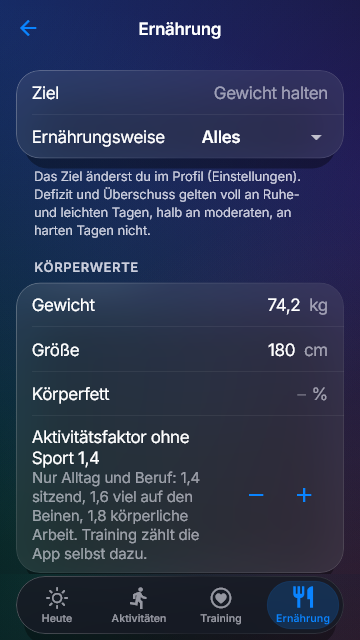 Ernährung
Ziel Gewicht halten
Ernährungsweise Alles
Das Ziel änderst du im Profil (Einstellungen).
Defizit und Überschuss gelten voll an Ruhe-
und leichten Tagen, halb an moderaten, an
harten Tagen nicht.
KÖRPERWERTE
Gewicht 74,2 kg
Größe 180 cm
Körperfett – %
Aktivitätsfaktor ohne
Sport 1,4
Nur Alltag und Beruf: 1,4
sitzend, 1,6 viel auf den
Beinen, 1,8 körperliche
Arbeit. Training zählt die
App selbst dazu.
Heute Aktivitäten Training Ernährung